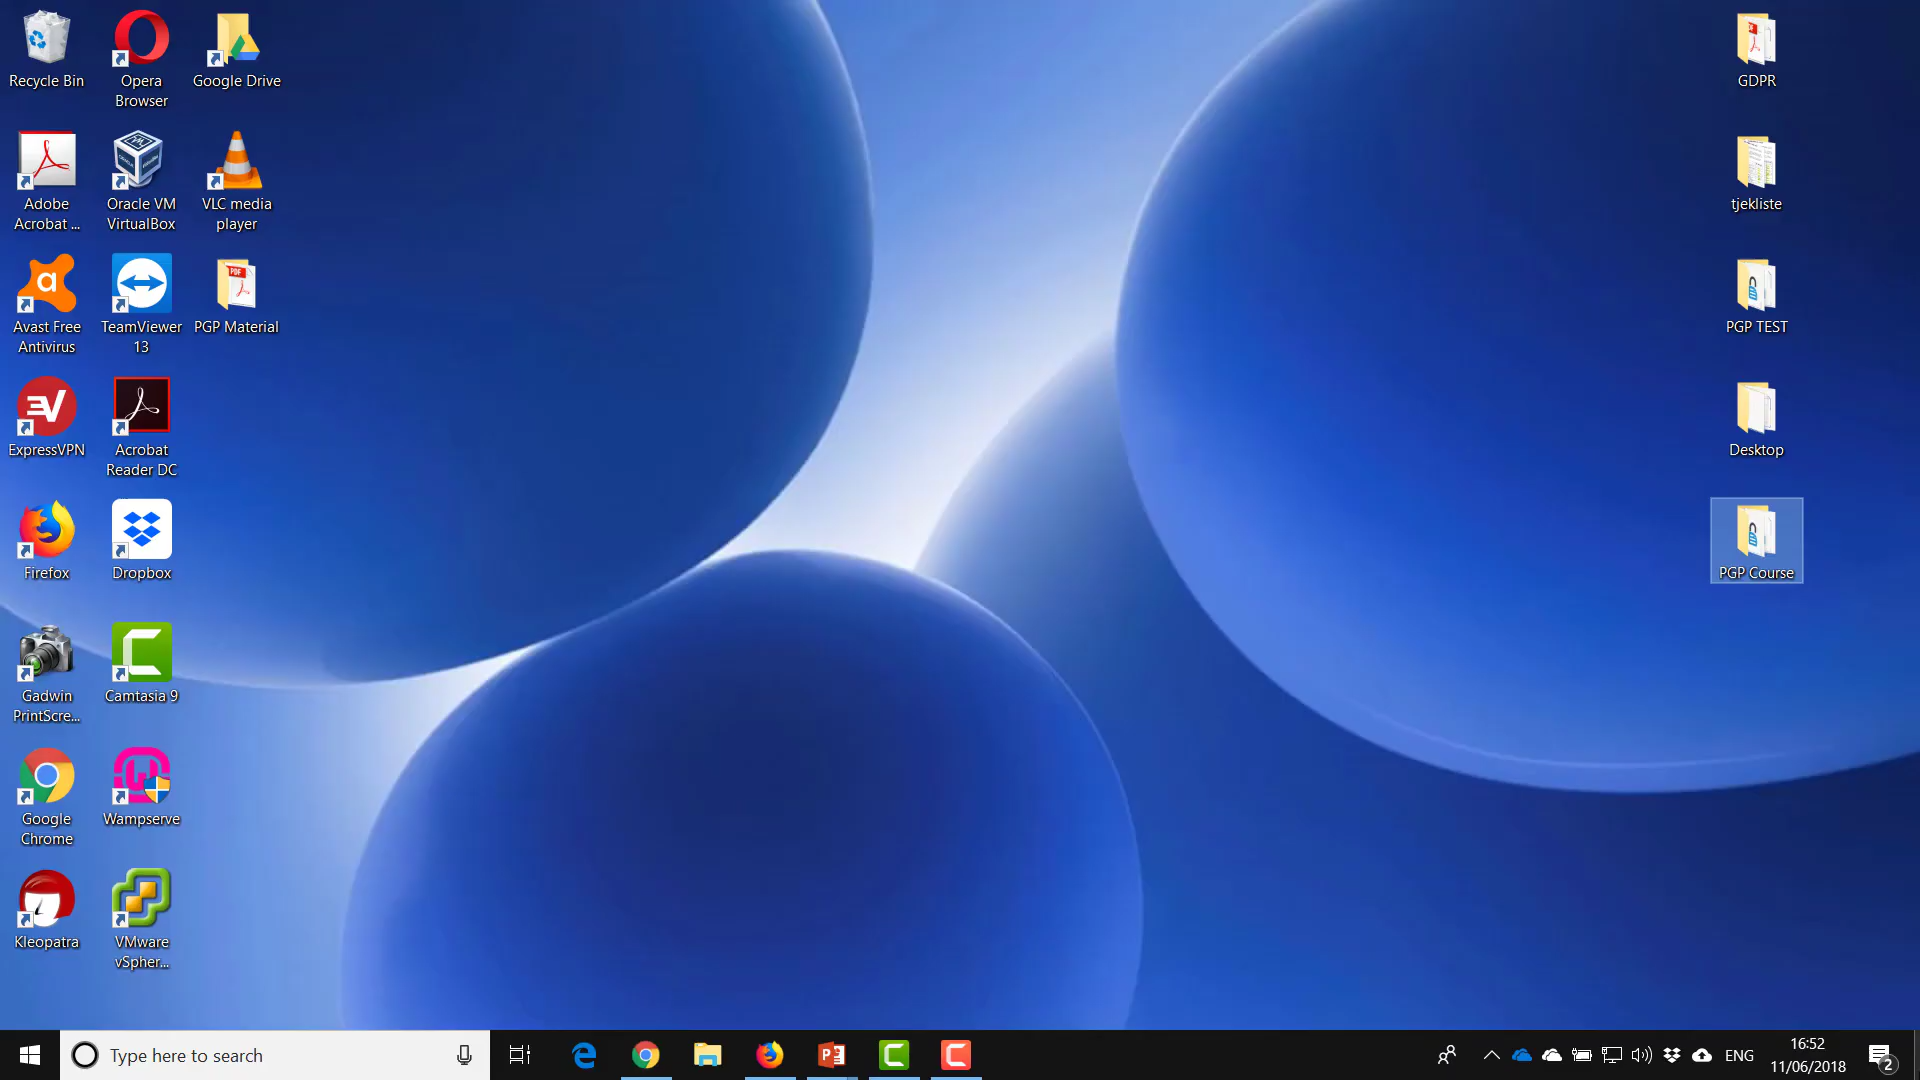 Recycle Bin
Opera
Browser
Google Drive
Adobe
Acrobat ...
Oracle VM
VirtualBox
VLC media
player
Avast Free
Antivirus
TeamViewer
13
PDF
PGP Material
ExpressVPN
Acrobat
Reader DC
Firefox
Dropbox
Gadwin
PrintScre...
Camtasia 9
Google
Chrome
Wampserve
Kleopatra
VMware
vSpher...
GDPR
tjekliste
PGP TEST
Desktop
PGP Course
Type here to search
ENG
16:52
11/06/2018
2